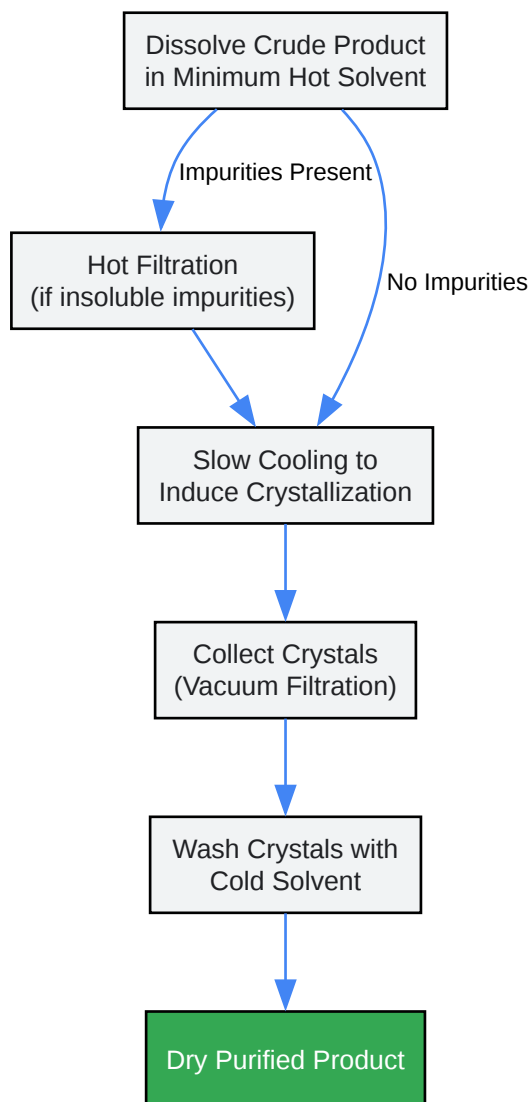 Dissolve Crude Product
in Minimum Hot Solvent
Impurities Present
Hot Filtration
(if insoluble impurities)
No Impurities
Slow Cooling to
Induce Crystallization
Collect Crystals
(Vacuum Filtration)
Wash Crystals with
Cold Solvent
Dry Purified Product